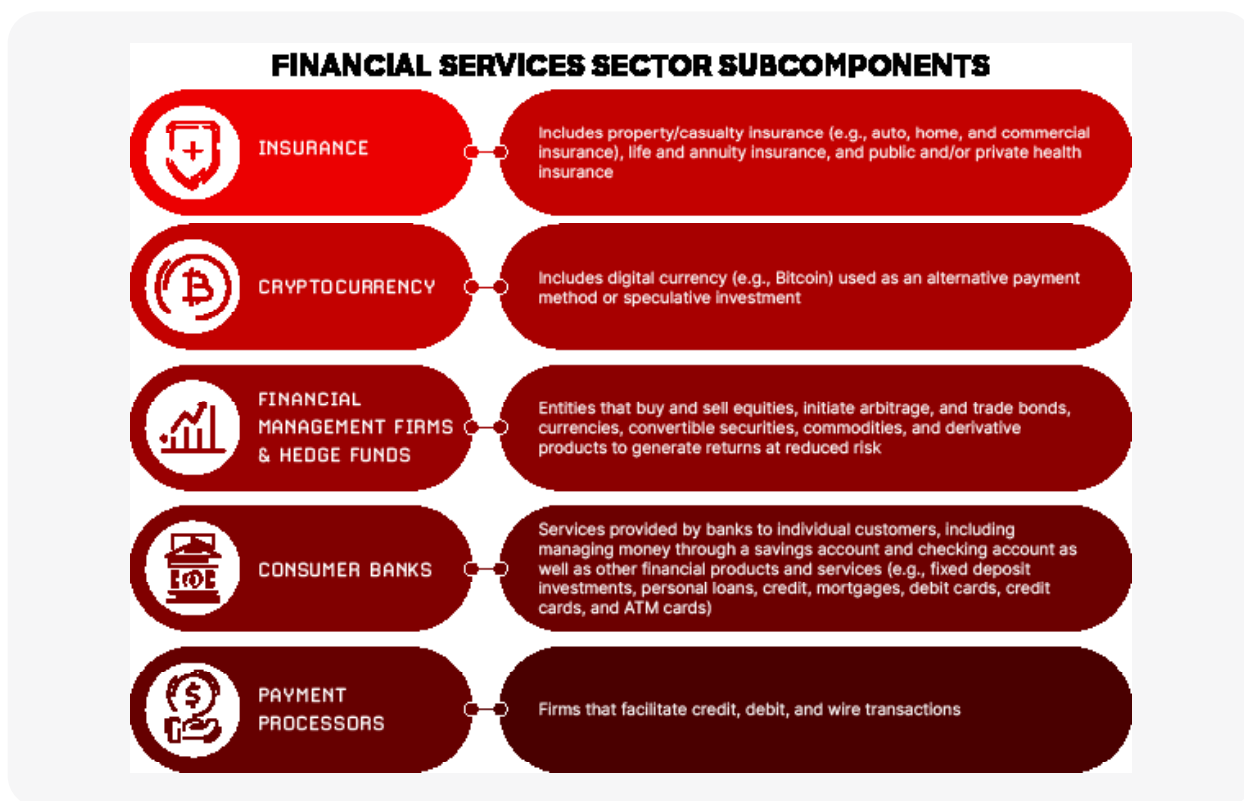 FINANCIAL SERVICES SECTOR SUBCOMPONENTS
INSURANCE
Includes property/casualty insurance (e.g., auto, home, and commercial
insurance), life and annuity insurance, and public and/or private health
insurance
CRYPTOCURRENCY
Includes digital currency (e.g., Bitcoin) used as an alternative payment
method or speculative investment
FINANCIAL
MANAGEMENT FIRMS
& HEDGE FUNDS
Entities that buy and sell equities, initiate arbitrage, and trade bonds,
currencies, convertible securities, commodities, and derivative
products to generate returns at reduced risk
CONSUMER BANKS
Services provided by banks to individual customers, including
managing money through a savings account and checking account as
well as other financial products and services (e.g., fixed deposit
investments, personal loans, credit, mortgages, debit cards, credit
cards, and ATM cards)
PAYMENT
PROCESSORS
Firms that facilitate credit, debit, and wire transactions